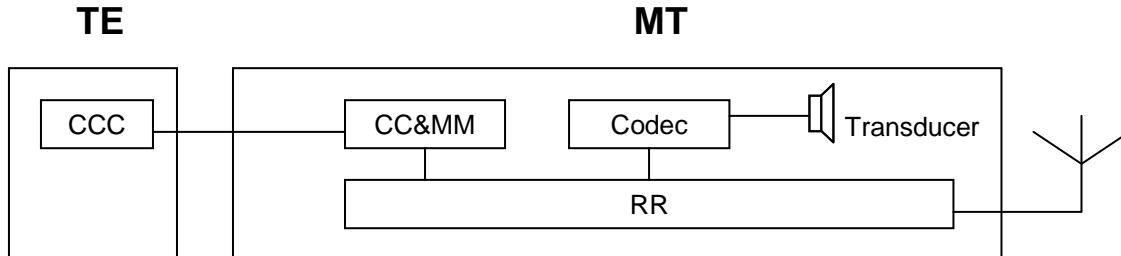 TE
MT
CCC
CC&MM
Codec
Transducer
RR